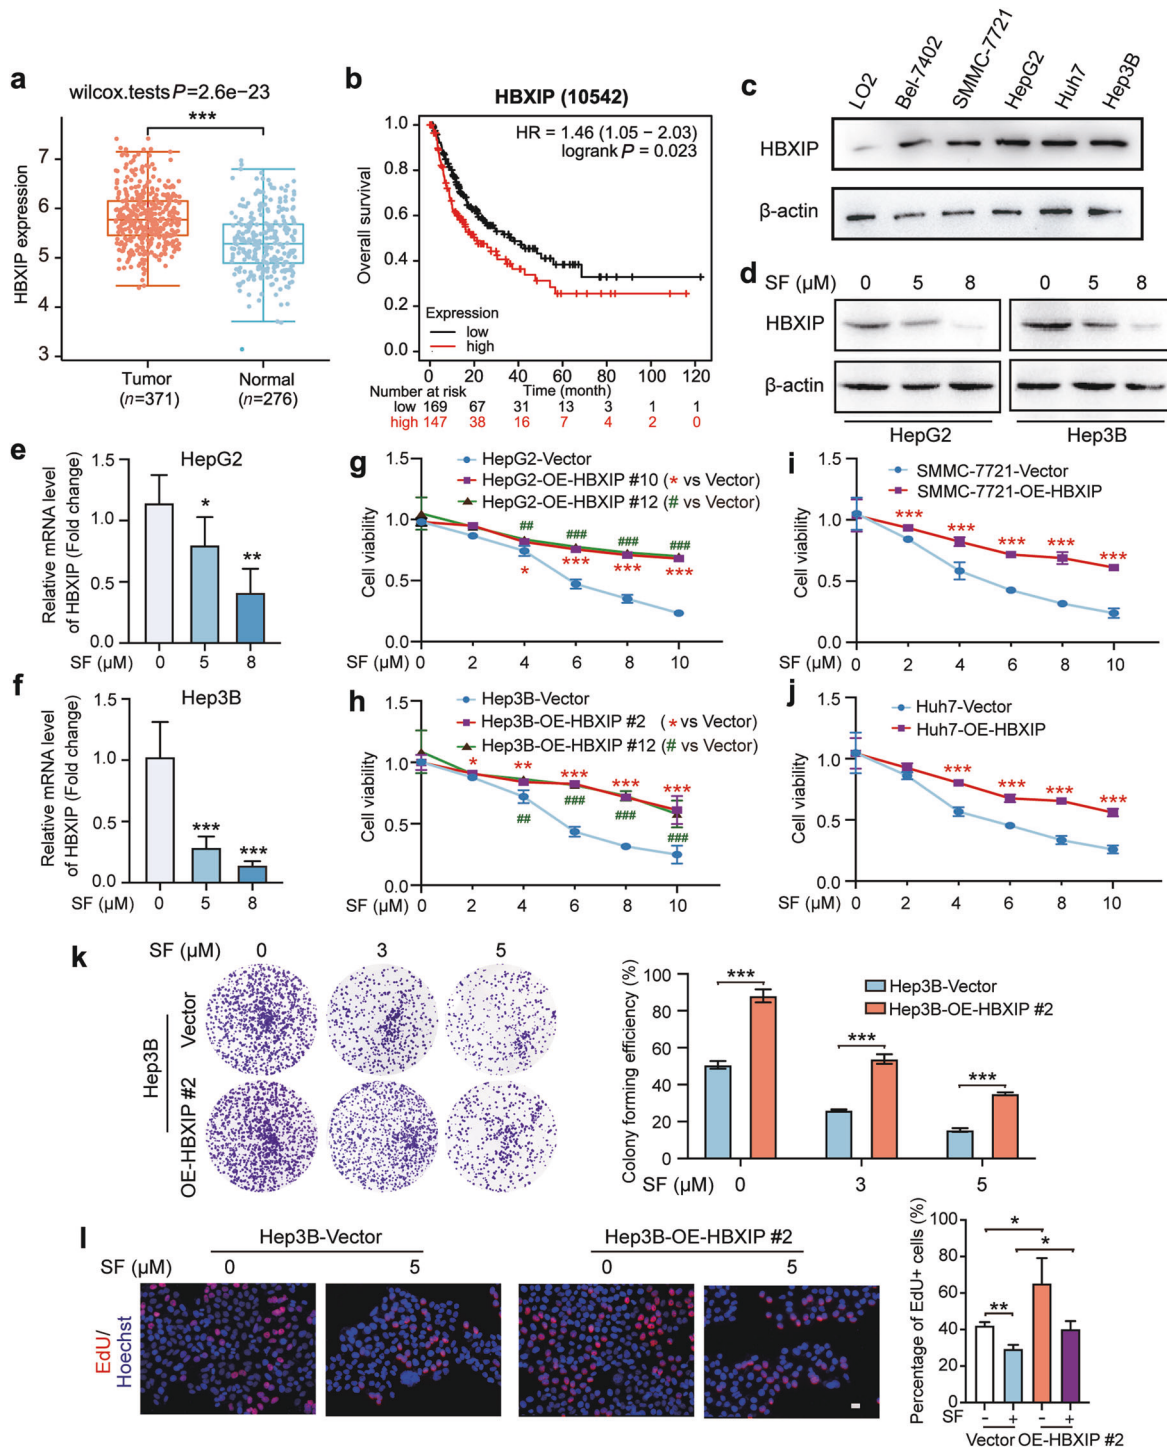 a
wilcox.tests P=2.6e−23
***
HBXIP expression
7
6
5
4
3
Tumor
(n=371)
Normal
(n=276)
b
HBXIP (10542)
HR = 1.46 (1.05 − 2.03)
logrank P = 0.023
Overall survival
1.0
0.8
0.6
0.4
0.2
0.0
Expression
low
high
0 20 40 60 80 100 120
Number at risk
Time (month)
low 169 67 31 13 3 1 1
high 147 38 16 7 4 2 0
c
LO2
Bel-7402
SMMC-7721
HepG2
Huh7
Hep3B
HBXIP
β-actin
d
SF (μM) 0 5 8 0 5 8
HBXIP
β-actin
HepG2 Hep3B
e
HepG2
Relative mRNA level
of HBXIP (Fold change)
1.5
1.0
0.5
0.0
*
**
SF (μM) 0 5 8
f
Hep3B
Relative mRNA level
of HBXIP (Fold change)
1.5
1.0
0.5
0.0
***
***
SF (μM) 0 5 8
g
HepG2-Vector
HepG2-OE-HBXIP #10 (* vs Vector)
HepG2-OE-HBXIP #12 (# vs Vector)
Cell viability
1.5
1.0
0.5
0.0
## ### ### ###
* *** *** ***
SF (μM) 0 2 4 6 8 10
h
Hep3B-Vector
Hep3B-OE-HBXIP #2 (* vs Vector)
Hep3B-OE-HBXIP #12 (# vs Vector)
Cell viability
1.5
1.0
0.5
0.0
* ** *** *** ***
## ### ### ###
SF (μM) 0 2 4 6 8 10
i
SMMC-7721-Vector
SMMC-7721-OE-HBXIP
Cell viability
1.5
1.0
0.5
0.0
*** *** *** *** ***
SF (μM) 0 2 4 6 8 10
j
Huh7-Vector
Huh7-OE-HBXIP
Cell viability
1.5
1.0
0.5
0.0
*** *** *** ***
SF (μM) 0 2 4 6 8 10
k
SF (μM) 0 3 5
Hep3B
Vector
OE-HBXIP #2
Colony forming efficiency (%)
100
80
60
40
20
0
***
***
***
Hep3B-Vector
Hep3B-OE-HBXIP #2
SF (μM) 0 3 5
l
Hep3B-Vector Hep3B-OE-HBXIP #2
SF (μM) 0 5 0 5
EdU/
Hoechst
Percentage of EdU+ cells (%)
100
80
60
40
20
0
*
*
**
SF - + - +
Vector OE-HBXIP #2